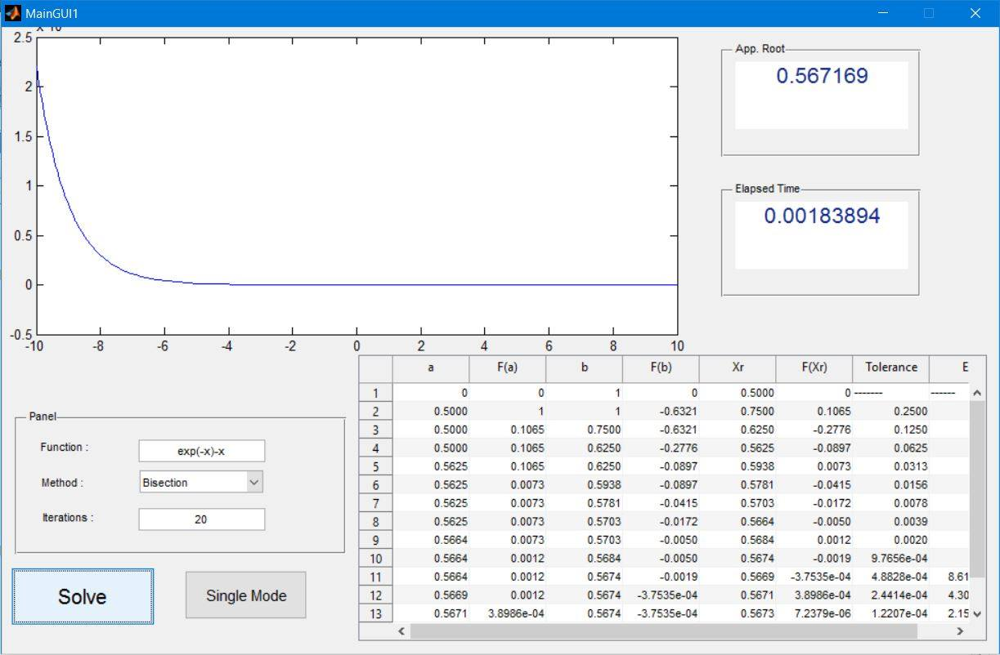 MainGUI1
2.5
2
1.5
1
0.5
0
-0.5
-10 -8 -6 -4 -2 0 2 4 6 8 10
App. Root
0.567169
Elapsed Time
0.00183894
Panel
Function :
exp(-x)-x
Method :
Bisection
Iterations :
20
Solve
Single Mode
a F(a) b F(b) Xr F(Xr) Tolerance E
1 0 0 1 0 0.5000 0 ------- ------
2 0.5000 1 1 -0.6321 0.7500 0.1065 0.2500
3 0.5000 0.1065 0.7500 -0.6321 0.6250 -0.2776 0.1250
4 0.5000 0.1065 0.6250 -0.2776 0.5625 -0.0897 0.0625
5 0.5625 0.1065 0.6250 -0.0897 0.5938 0.0073 0.0313
6 0.5625 0.0073 0.5938 -0.0897 0.5781 -0.0415 0.0156
7 0.5625 0.0073 0.5781 -0.0415 0.5703 -0.0172 0.0078
8 0.5625 0.0073 0.5703 -0.0172 0.5664 -0.0050 0.0039
9 0.5664 0.0073 0.5703 -0.0050 0.5684 0.0012 0.0020
10 0.5664 0.0012 0.5684 -0.0050 0.5674 -0.0019 9.7656e-04
11 0.5664 0.0012 0.5674 -0.0019 0.5669 -3.7535e-04 4.8828e-04 8.61
12 0.5669 0.0012 0.5674 -3.7535e-04 0.5671 3.8986e-04 2.4414e-04 4.30
13 0.5671 3.8986e-04 0.5674 -3.7535e-04 0.5673 7.2379e-06 1.2207e-04 2.15